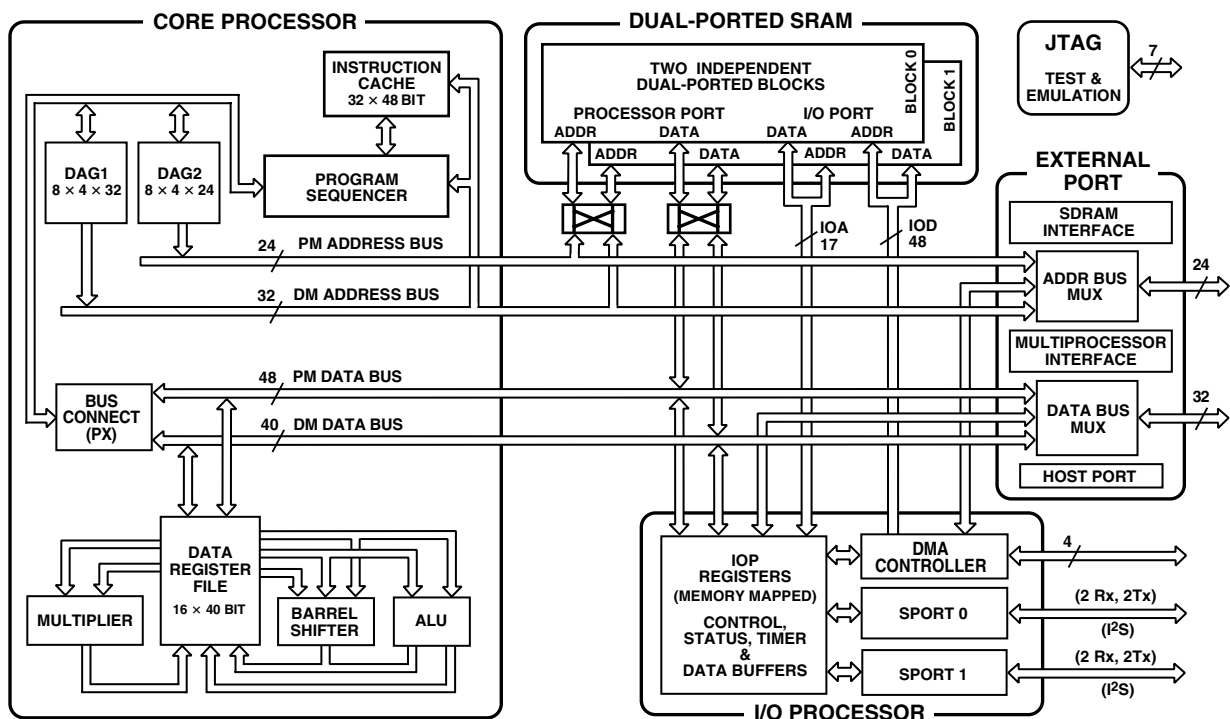 CORE PROCESSOR
INSTRUCTION
CACHE
32 × 48 BIT
DAG1
8 × 4 × 32
DAG2
8 × 4 × 24
PROGRAM
SEQUENCER
24 PM ADDRESS BUS
32 DM ADDRESS BUS
48 PM DATA BUS
40 DM DATA BUS
BUS
CONNECT
(PX)
DATA
REGISTER
FILE
16 × 40 BIT
MULTIPLIER
BARREL
SHIFTER
ALU
DUAL-PORTED SRAM
TWO INDEPENDENT
DUAL-PORTED BLOCKS
PROCESSOR PORT
I/O PORT
ADDR DATA DATA ADDR
BLOCK 0
ADDR DATA ADDR DATA
BLOCK 1
IOA
17
IOD
48
JTAG
TEST &
EMULATION
7
EXTERNAL
PORT
SDRAM
INTERFACE
ADDR BUS
MUX
24
MULTIPROCESSOR
INTERFACE
DATA BUS
MUX
32
HOST PORT
IOP
REGISTERS
(MEMORY MAPPED)
CONTROL,
STATUS, TIMER
&
DATA BUFFERS
DMA
CONTROLLER
4
SPORT 0
(2 Rx, 2Tx)
(I²S)
SPORT 1
(2 Rx, 2Tx)
(I²S)
I/O PROCESSOR